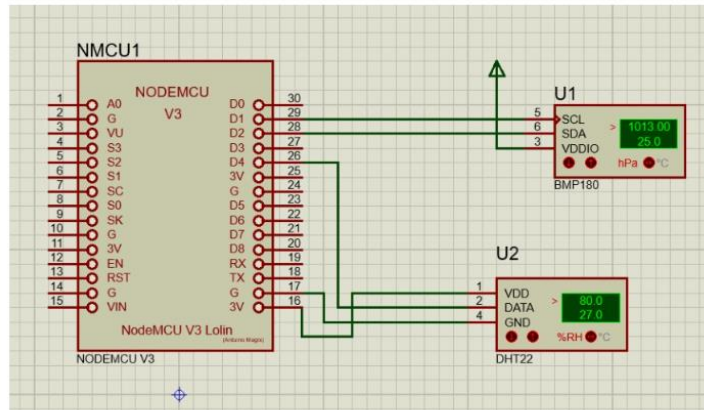 NMCU1
NODEMCU
V3
1 A0 D0 30
2 G D1 29
3 VU D2 28
4 S3 D3 27
5 S2 D4 26
6 S1 3V 25
7 SC G 24
8 S0 D5 23
9 SK D6 22
10 G D7 21
11 3V D8 20
12 EN RX 19
13 RST TX 18
14 G G 17
15 VIN 3V 16
NodeMCU V3 Lolin
(Arduino Magix)
NODEMCU V3
U1
5 SCL
6 SDA
3 VDDIO
> 1013.00
25.0
hPa °C
BMP180
U2
1 VDD
2 DATA
4 GND
> 80.0
27.0
%RH °C
DHT22